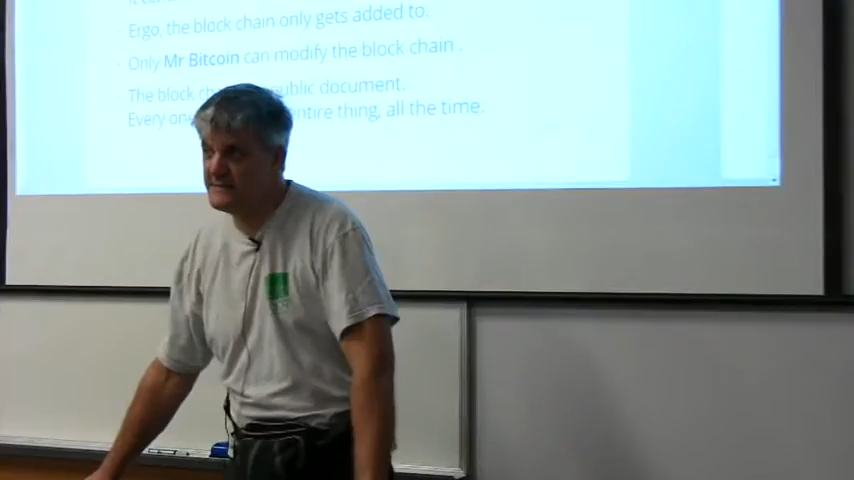 Ergo, the block chain only gets added to.
Only Mr Bitcoin can modify the block chain.
The block public document.
Every one entire thing, all the time.